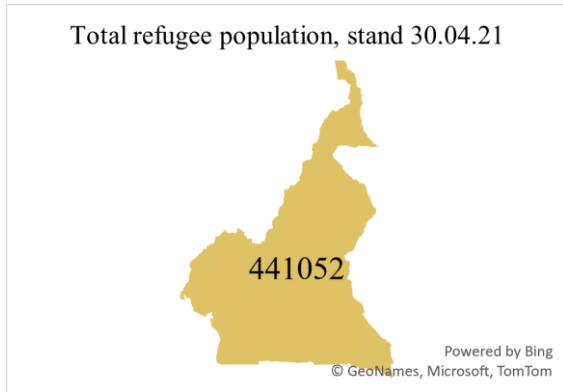 Total refugee population, stand 30.04.21
441052
Powered by Bing
© GeoNames, Microsoft, TomTom